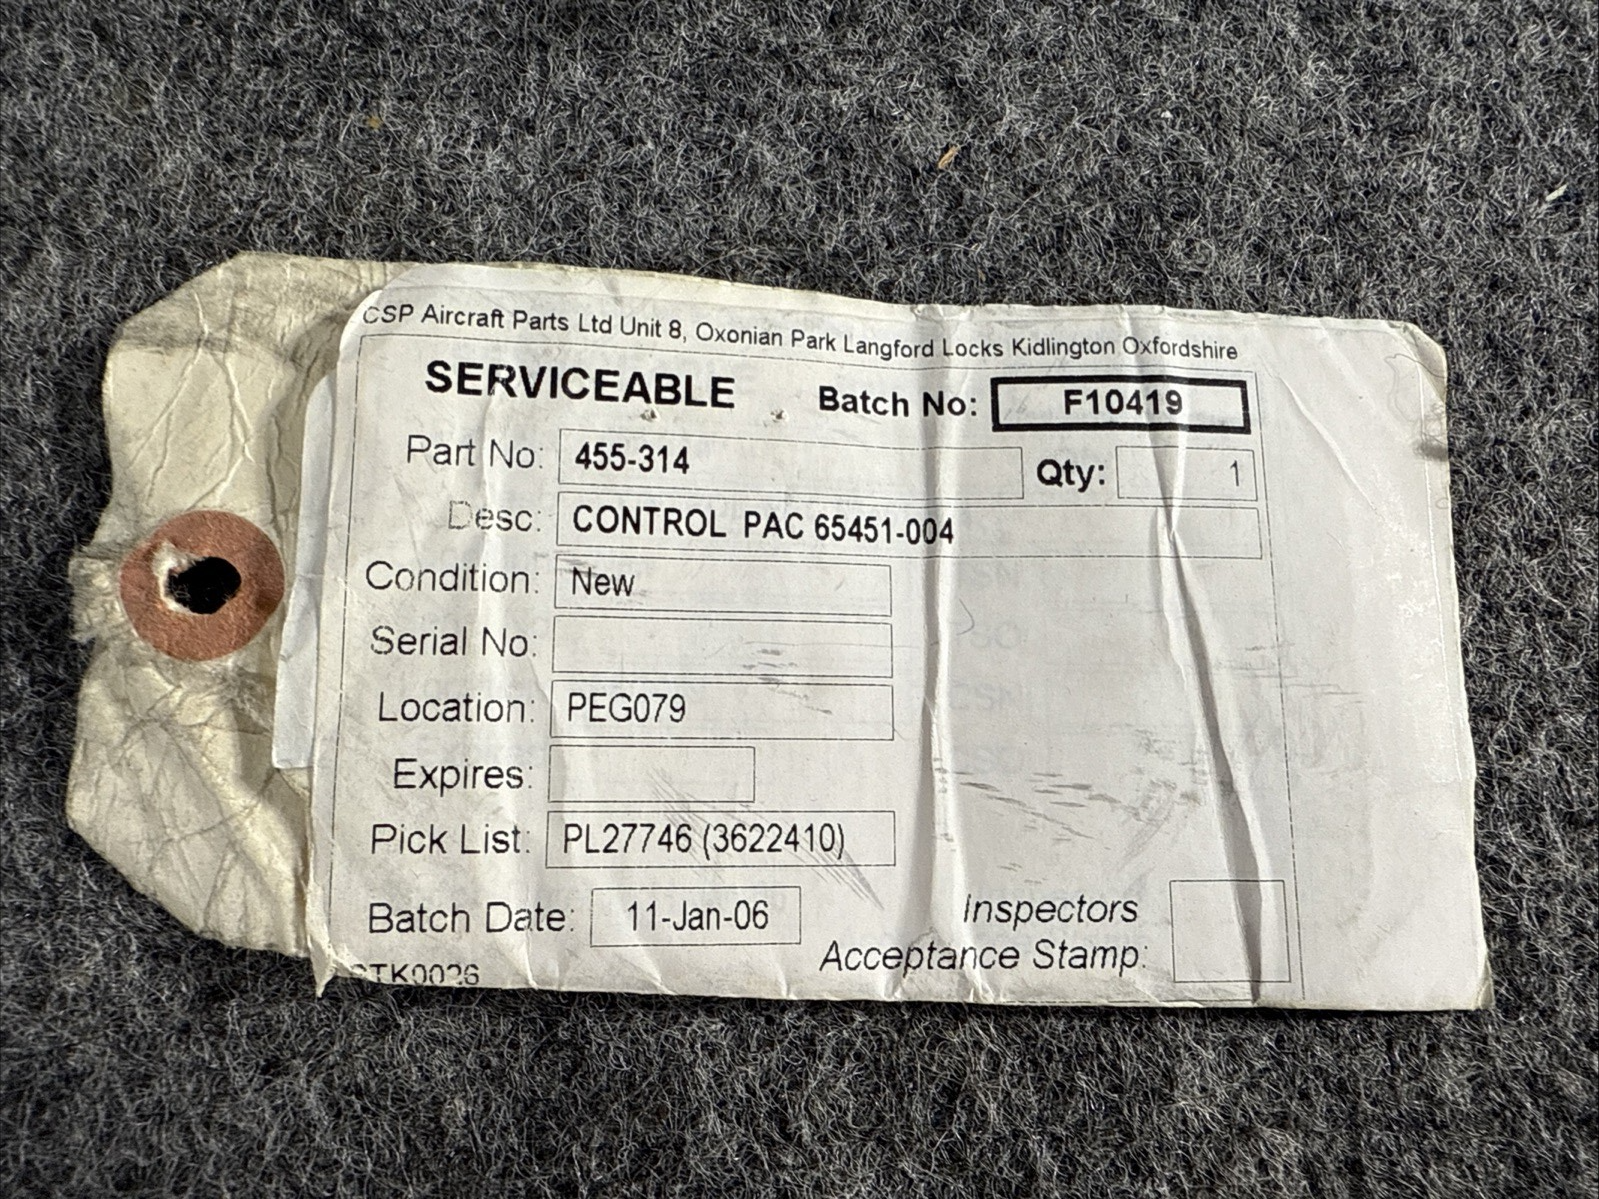 CSP Aircraft Parts Ltd Unit 8, Oxonian Park Langford Locks Kidlington Oxfordshire
SERVICEABLE Batch No: F10419
Part No: 455-314 Qty: 1
Desc: CONTROL PAC 65451-004
Condition: New
Serial No:
Location: PEG079
Expires:
Pick List: PL27746 (3622410)
Batch Date: 11-Jan-06
Inspectors
Acceptance Stamp:
STK0026